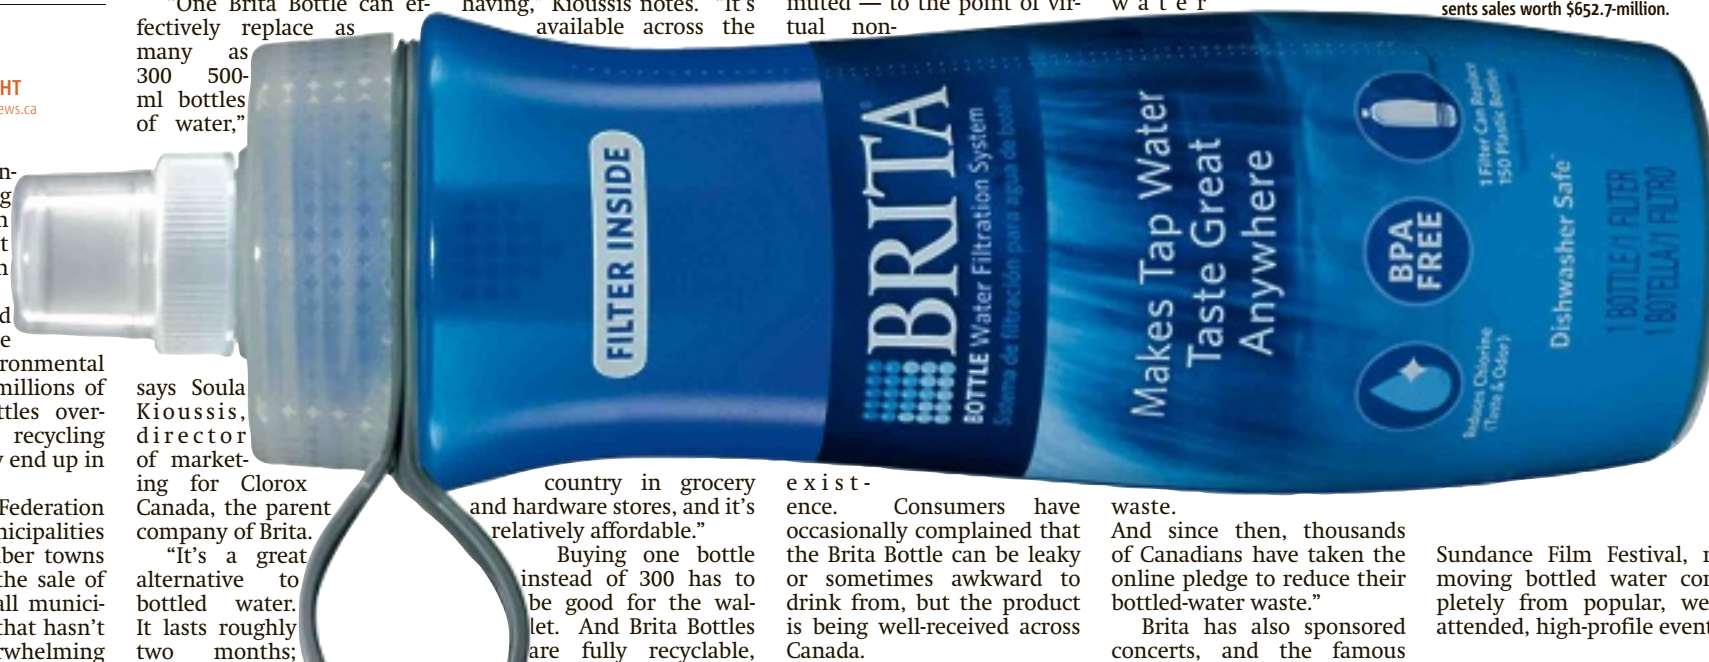 sents sales worth $652.7-million.
HT
ews.ca
n-
g
n
t
n
d
e
ronmental
millions of
ttles over-
recycling
y end up in
Federation
nicipalities
ber towns
the sale of
all munici-
that hasn't
rwhelming
"One Brita Bottle can ef-
fectively replace as
many as
300 500-
ml bottles
of water,"
says Soula
Kioussis,
director
of market-
ing for Clorox
Canada, the parent
company of Brita.
"It's a great
alternative to
bottled water.
It lasts roughly
two months;
having," Kioussis notes. "It's
available across the
country in grocery
and hardware stores, and it's
relatively affordable."
Buying one bottle
instead of 300 has to
be good for the wal-
let. And Brita Bottles
are fully recyclable,
muted — to the point of vir-
tual non-
exist-
ence. Consumers have
occasionally complained that
the Brita Bottle can be leaky
or sometimes awkward to
drink from, but the product
is being well-received across
Canada.
water
waste.
And since then, thousands
of Canadians have taken the
online pledge to reduce their
bottled-water waste."
Brita has also sponsored
concerts, and the famous
Sundance Film Festival, r
moving bottled water con
pletely from popular, we
attended, high-profile event
FILTER INSIDE
BRITA®
BOTTLE Water Filtration System
Sistema de filtración para agua de botella
Makes Tap Water
Taste Great
Anywhere
1 Filter Can Replace
150 Plastic Bottles
BPA
FREE
Reduces Chlorine
(Taste & Odor)
Dishwasher Safe
1 BOTTLE/1 FILTER
1 BOTELLA/1 FILTRO